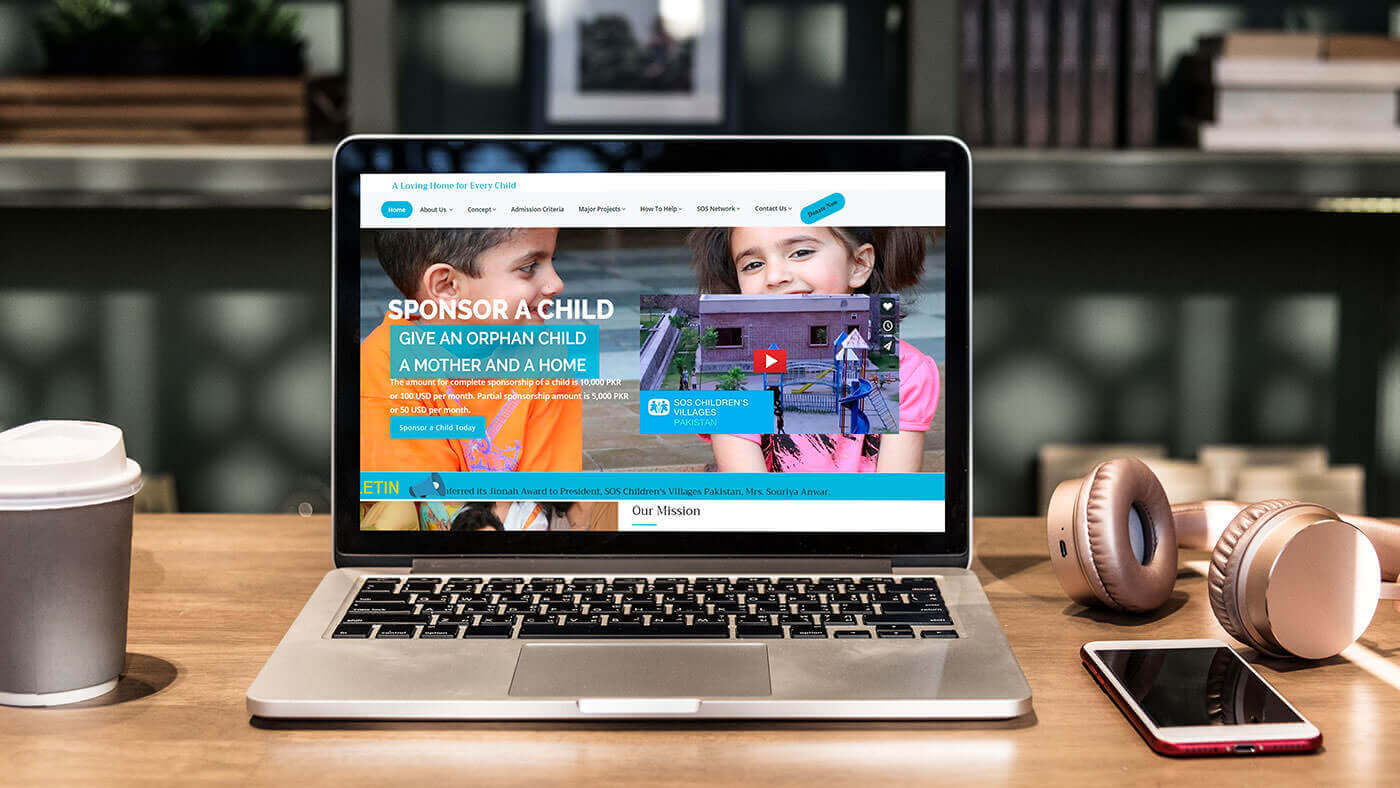 A Loving Home for Every Child
Home About Us Concept Admission Criteria Major Projects How To Help SOS Network Contact Us Donate Now
SPONSOR A CHILD
GIVE AN ORPHAN CHILD
A MOTHER AND A HOME
The amount for complete sponsorship of a child is 10,000 PKR
or 100 USD per month. Partial sponsorship amount is 5,000 PKR
or 50 USD per month.
Sponsor a Child Today
SOS CHILDREN'S
VILLAGES
PAKISTAN
LETIN nferred its Jinnah Award to President, SOS Children's Villages Pakistan, Mrs. Souriya Anwar.
Our Mission
control option option shift